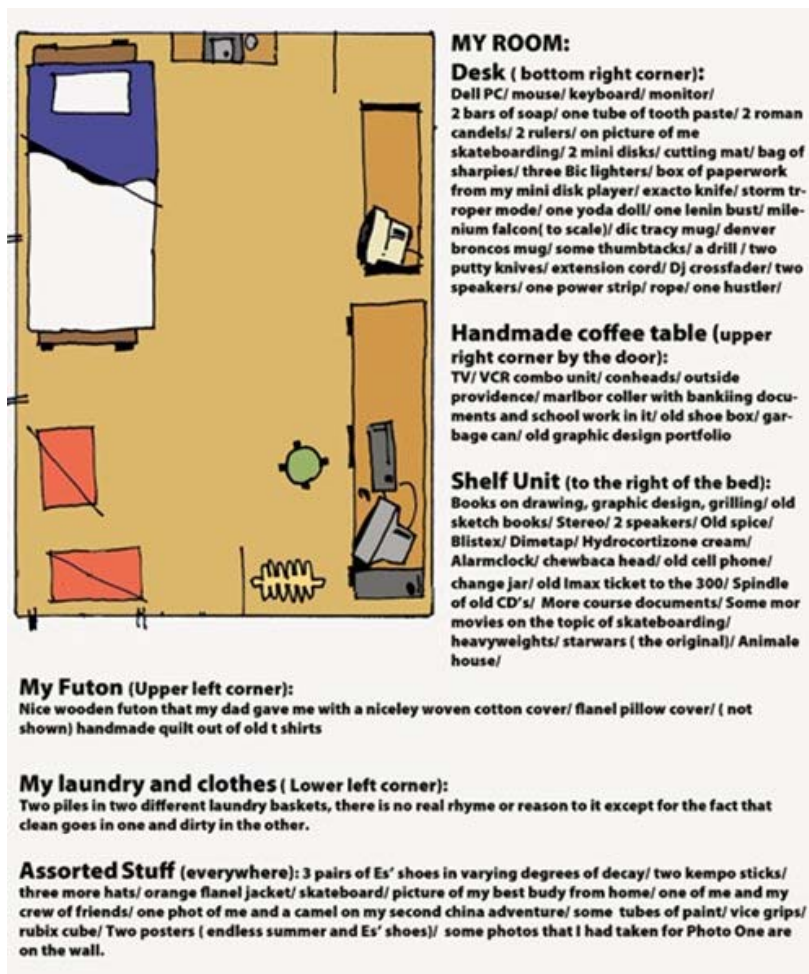 MY ROOM:
Desk ( bottom right corner):
Dell PC/ mouse/ keyboard/ monitor/
2 bars of soap/ one tube of tooth paste/ 2 roman
candels/ 2 rulers/ on picture of me
skateboarding/ 2 mini disks/ cutting mat/ bag of
sharpies/ three Bic lighters/ box of paperwork
from my mini disk player/ exacto knife/ storm tr-
roper mode/ one yoda doll/ one lenin bust/ mile-
nium falcon( to scale)/ dic tracy mug/ denver
broncos mug/ some thumbtacks/ a drill / two
putty knives/ extension cord/ Dj crossfader/ two
speakers/ one power strip/ rope/ one hustler/
Handmade coffee table (upper
right corner by the door):
TV/ VCR combo unit/ conheads/ outside
providence/ marlbor coller with bankiing docu-
ments and school work in it/ old shoe box/ gar-
bage can/ old graphic design portfolio
Shelf Unit (to the right of the bed):
Books on drawing, graphic design, grilling/ old
sketch books/ Stereo/ 2 speakers/ Old spice/
Blistex/ Dimetap/ Hydrocortizone cream/
Alarmclock/ chewbaca head/ old cell phone/
change jar/ old Imax ticket to the 300/ Spindle
of old CD's/ More course documents/ Some mor
movies on the topic of skateboarding/
heavyweights/ starwars ( the original)/ Animale
house/
My Futon (Upper left corner):
Nice wooden futon that my dad gave me with a niceley woven cotton cover/ flanel pillow cover/ ( not
shown) handmade quilt out of old t shirts
My laundry and clothes ( Lower left corner):
Two piles in two different laundry baskets, there is no real rhyme or reason to it except for the fact that
clean goes in one and dirty in the other.
Assorted Stuff (everywhere): 3 pairs of Es' shoes in varying degrees of decay/ two kempo sticks/
three more hats/ orange flanel jacket/ skateboard/ picture of my best budy from home/ one of me and my
crew of friends/ one phot of me and a camel on my second china adventure/ some tubes of paint/ vice grips/
rubix cube/ Two posters ( endless summer and Es' shoes)/ some photos that I had taken for Photo One are
on the wall.